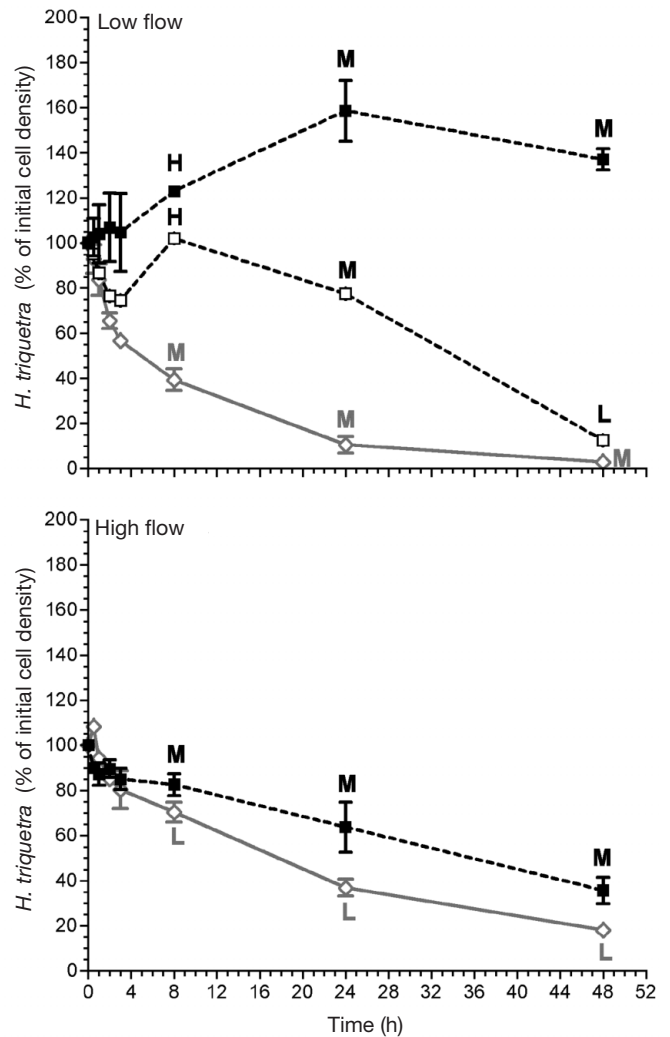 Low flow
200
180
160
140
120
100
80
60
40
20
0
H. triquetra (% of initial cell density)
M
M
H
H
M
L
M
M
M
High flow
200
180
160
140
120
100
80
60
40
20
0
H. triquetra (% of initial cell density)
M
M
M
L
L
L
0 4 8 12 16 20 24 28 32 36 40 44 48 52
Time (h)